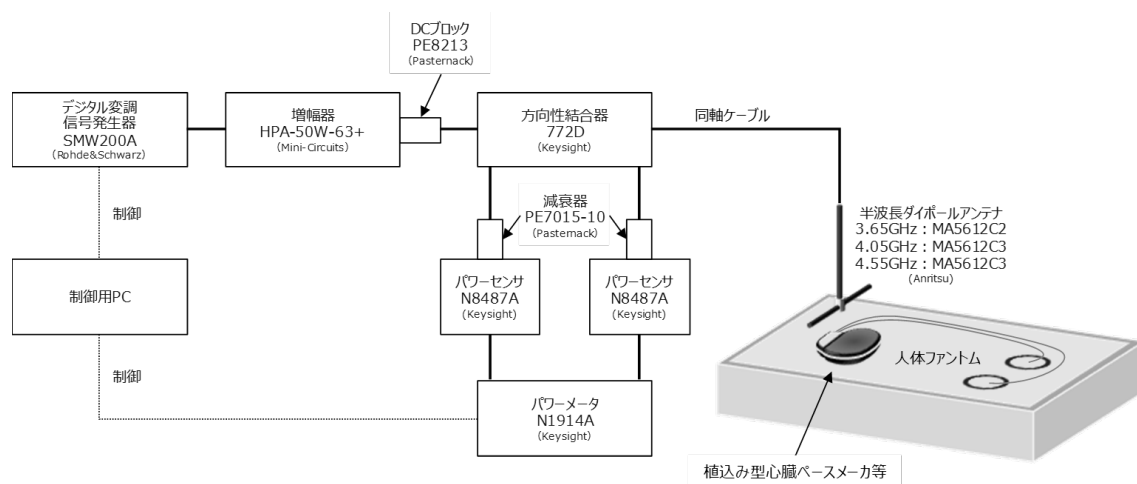 DCブロック
PE8213
(Pasternack)
デジタル変調
信号発生器
SMW200A
(Rohde&Schwarz)
増幅器
HPA-50W-63+
(Mini-Circuits)
方向性結合器
772D
(Keysight)
同軸ケーブル
制御
減衰器
PE7015-10
(Pasternack)
半波長ダイポールアンテナ
3.65GHz：MA5612C2
4.05GHz：MA5612C3
4.55GHz：MA5612C3
(Anritsu)
制御用PC
パワーセンサ
N8487A
(Keysight)
パワーセンサ
N8487A
(Keysight)
人体ファントム
制御
パワーメータ
N1914A
(Keysight)
植込み型心臓ペースメーカ等